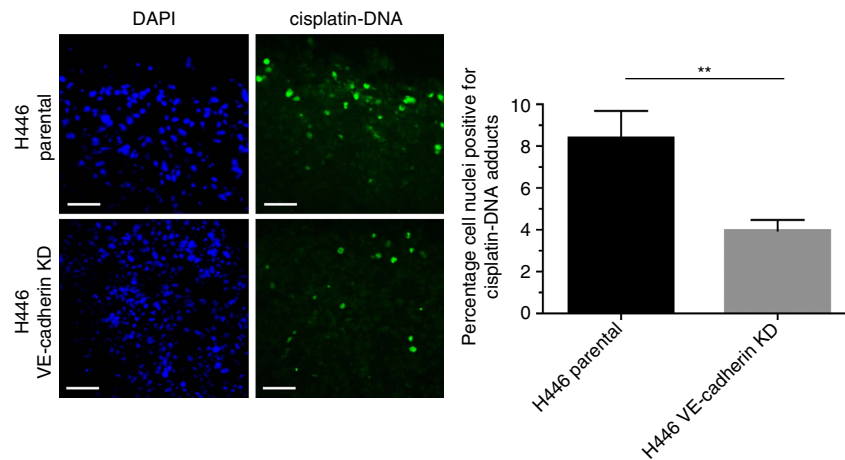 DAPI
cisplatin-DNA
H446
parental
H446
VE-cadherin KD
**
Percentage cell nuclei positive for
cisplatin-DNA adducts
10
8
6
4
2
0
H446 parental
H446 VE-cadherin KD